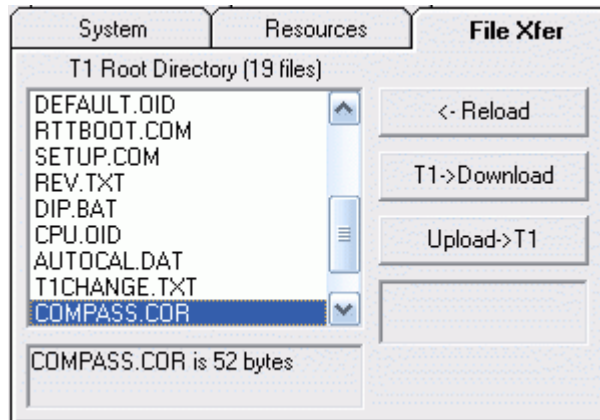 System
Resources
File Xfer
T1 Root Directory (19 files)
DEFAULT.OID
RTTBOOT.COM
SETUP.COM
REV.TXT
DIP.BAT
CPU.OID
AUTOCAL.DAT
T1CHANGE.TXT
COMPASS.COR
COMPASS.COR is 52 bytes
<- Reload
T1->Download
Upload->T1